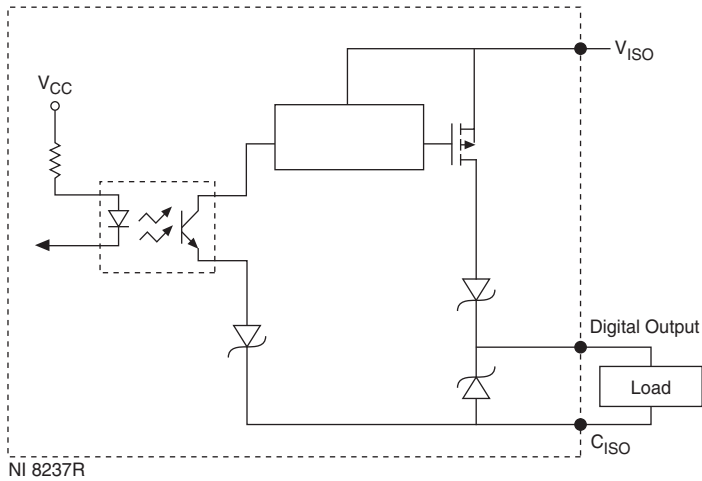 V_ISO
V_CC
Digital Output
Load
C_ISO
NI 8237R